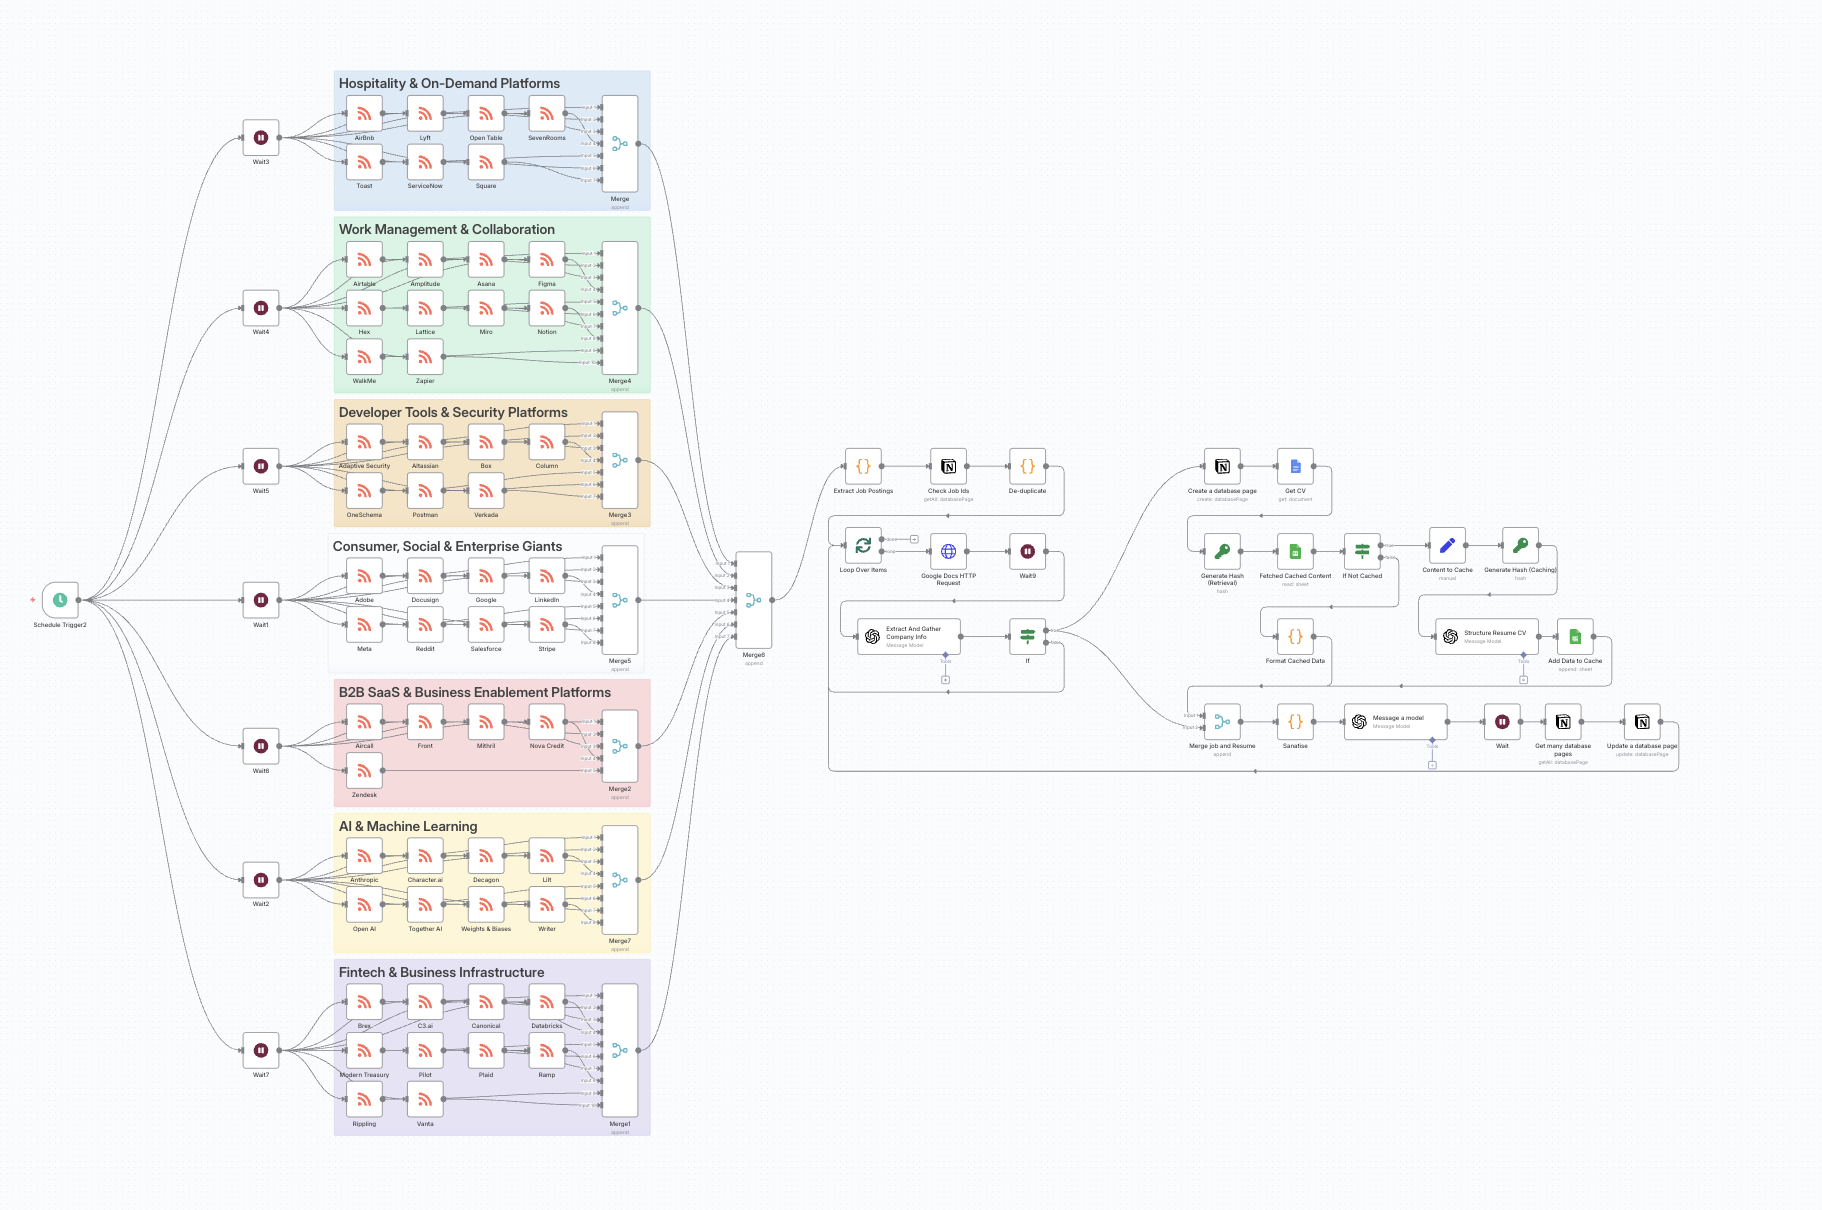 Hospitality & On-Demand Platforms
AirBnb
Lyft
Open Table
SevenRooms
Toast
ServiceNow
Square
Merge
append
Wait3
Work Management & Collaboration
Airtable
Amplitude
Asana
Figma
Hex
Lattice
Miro
Notion
WalkMe
Zapier
Merge4
append
Wait4
Developer Tools & Security Platforms
Adaptive Security
Altassian
Box
Column
OneSchema
Postman
Verkada
Merge3
append
Wait5
Consumer, Social & Enterprise Giants
Adobe
Docusign
Google
LinkedIn
Meta
Reddit
Salesforce
Stripe
Merge5
append
Wait1
Schedule Trigger2
B2B SaaS & Business Enablement Platforms
Aircall
Front
Mithril
Nova Credit
Zendesk
Merge2
append
Wait6
AI & Machine Learning
Anthropic
Character.ai
Decagon
Lilt
Open AI
Together AI
Weights & Biases
Writer
Merge7
append
Wait2
Fintech & Business Infrastructure
Brex
C3.ai
Canonical
Databricks
Modern Treasury
Pilot
Plaid
Ramp
Rippling
Vanta
Merge1
append
Wait7
Merge6
append
Extract Job Postings
Check Job Ids
getAll: databasePage
De-duplicate
Loop Over Items
done
loop
Google Docs HTTP
Request
Wait9
Extract And Gather
Company Info
Message Model
Tools
If
true
false
Create a database page
create: databasePage
Get CV
get: document
Generate Hash
(Retrieval)
hash
Fetched Cached Content
read: sheet
If Not Cached
true
false
Content to Cache
manual
Generate Hash (Caching)
hash
Format Cached Data
Structure Resume CV
Message Model
Tools
Add Data to Cache
append: sheet
Input 1
Input 2
Merge job and Resume
append
Sanatise
Message a model
Message Model
Tools
Wait
Get many database
pages
getAll: databasePage
Update a database page
update: databasePage